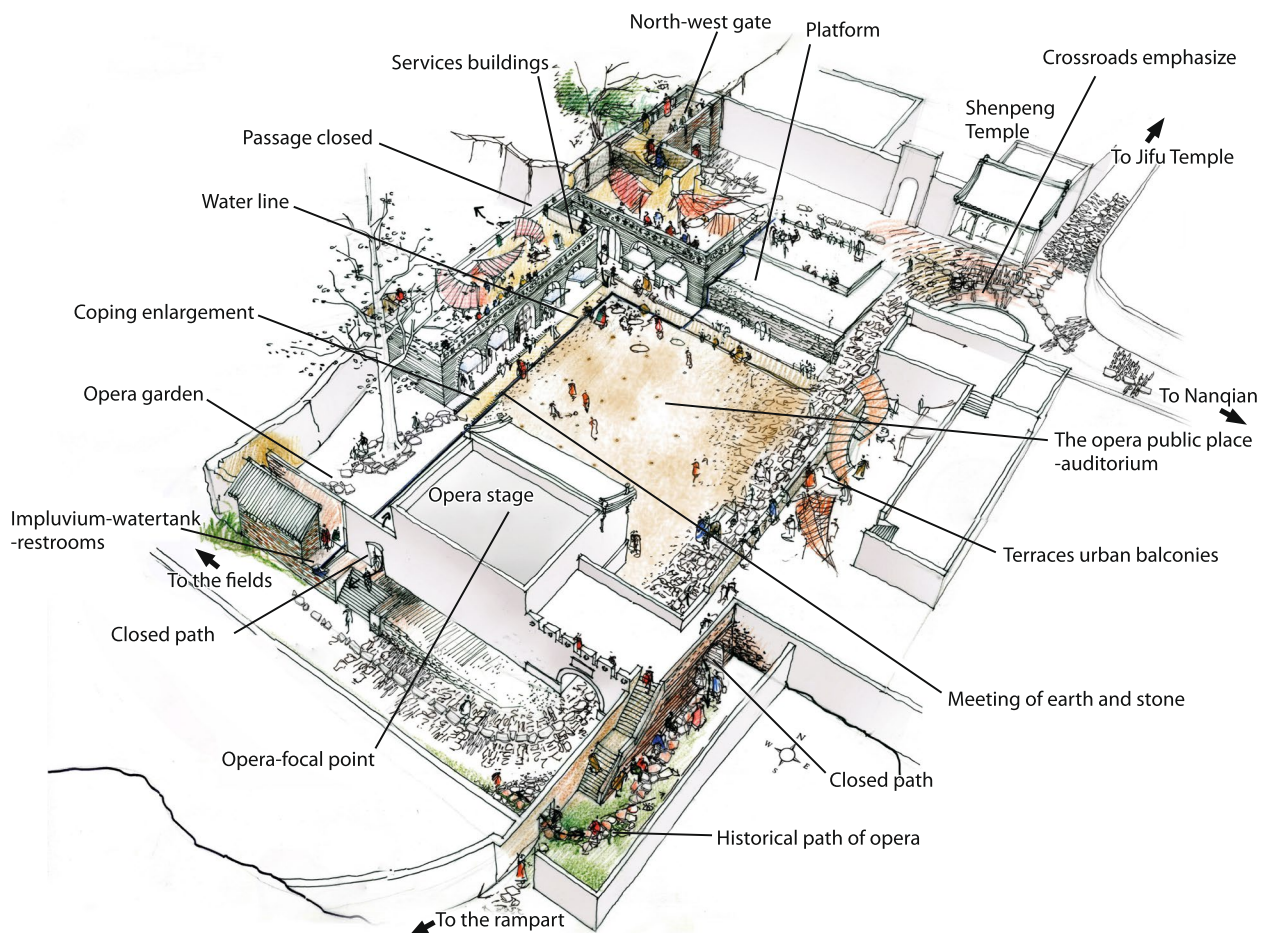 North-west gate
Platform
Services buildings
Crossroads emphasize
Shenpeng
Temple
Passage closed
To Jifu Temple
Water line
Coping enlargement
Opera garden
To Nanqian
The opera public place
-auditorium
Opera stage
Impluvium-watertank
-restrooms
Terraces urban balconies
To the fields
Closed path
Meeting of earth and stone
N
W
E
S
Opera-focal point
Closed path
Historical path of opera
To the rampart